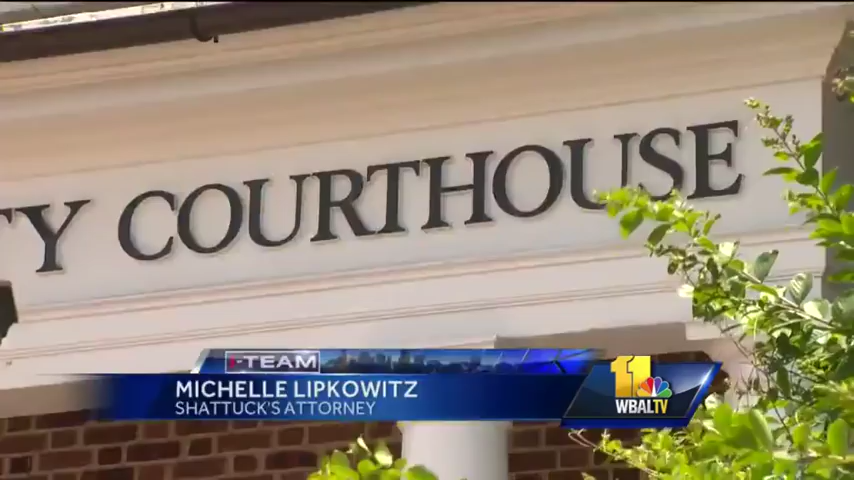 TY COURTHOUSE
I-TEAM
MICHELLE LIPKOWITZ
SHATTUCK'S ATTORNEY
11
WBALTV